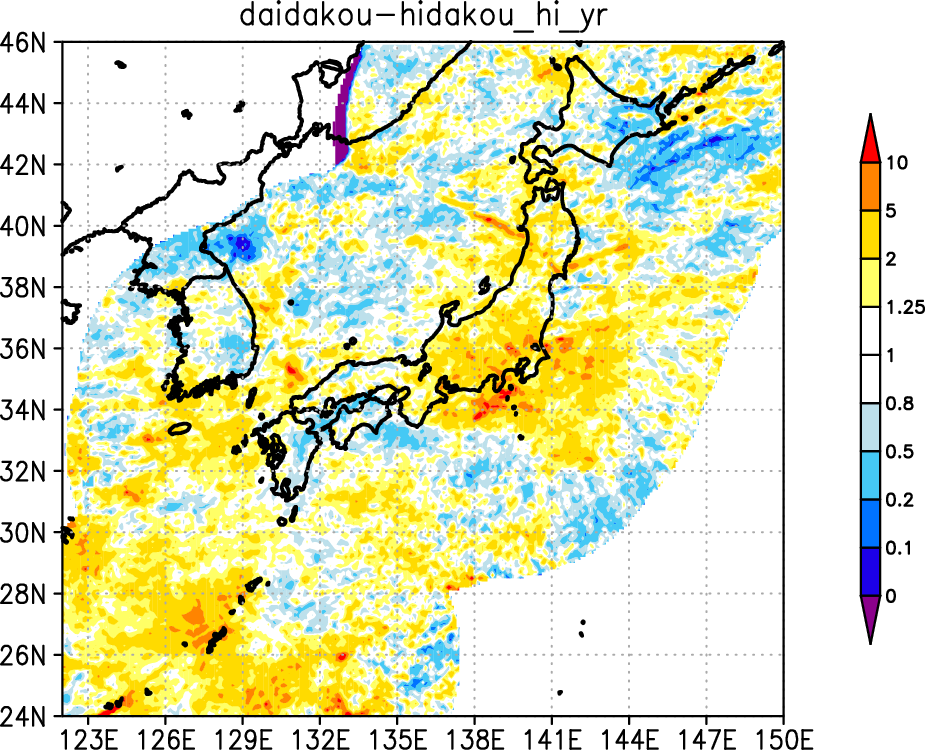 daidakou-hidakou_hi_yr
46N
44N
42N
40N
38N
36N
34N
32N
30N
28N
26N
24N
123E 126E 129E 132E 135E 138E 141E 144E 147E 150E
10
5
2
1.25
1
0.8
0.5
0.2
0.1
0